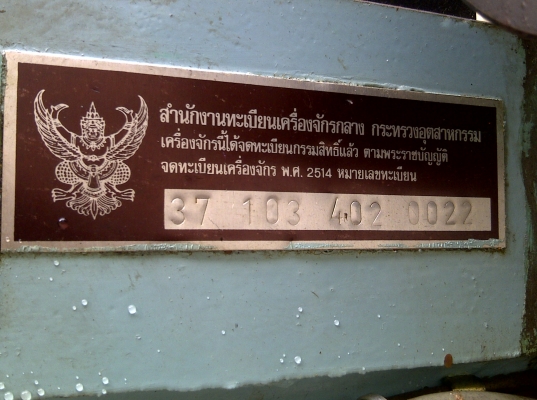 สำนักงานทะเบียนเครื่องจักรกลาง กระทรวงอุตสาหกรรม
เครื่องจักรนี้ได้จดทะเบียนกรรมสิทธิ์แล้ว ตามพระราชบัญญัติ
จดทะเบียนเครื่องจักร พ.ศ. 2514 หมายเลขทะเบียน
37 103 402 0022